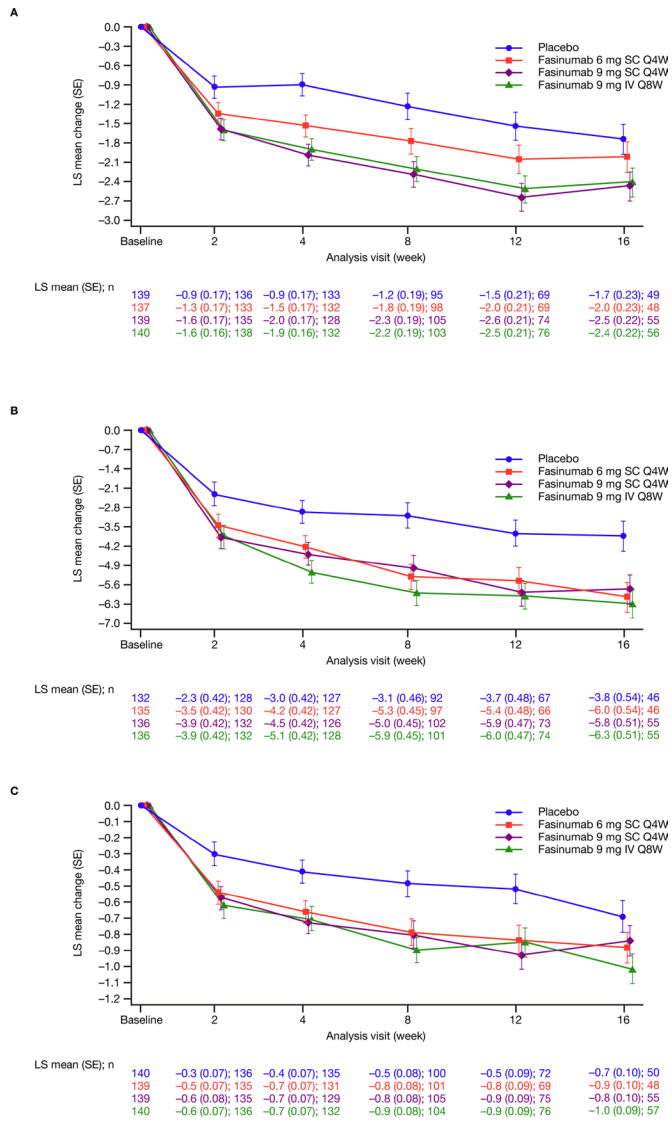 A
0.0
−0.3
−0.6
−0.9
−1.2
−1.5
−1.8
−2.1
−2.4
−2.7
−3.0
LS mean change (SE)
Placebo
Fasinumab 6 mg SC Q4W
Fasinumab 9 mg SC Q4W
Fasinumab 9 mg IV Q8W
Baseline 2 4 8 12 16
Analysis visit (week)
LS mean (SE); n
139 −0.9 (0.17); 136 −0.9 (0.17); 133 −1.2 (0.19); 95 −1.5 (0.21); 69 −1.7 (0.23); 49
137 −1.3 (0.17); 133 −1.5 (0.17); 132 −1.8 (0.19); 98 −2.0 (0.21); 69 −2.0 (0.23); 48
139 −1.6 (0.17); 135 −2.0 (0.17); 128 −2.3 (0.19); 105 −2.6 (0.21); 74 −2.5 (0.22); 55
140 −1.6 (0.16); 138 −1.9 (0.16); 132 −2.2 (0.19); 103 −2.5 (0.21); 76 −2.4 (0.22); 56
B
0.0
−0.7
−1.4
−2.1
−2.8
−3.5
−4.2
−4.9
−5.6
−6.3
−7.0
LS mean change (SE)
Placebo
Fasinumab 6 mg SC Q4W
Fasinumab 9 mg SC Q4W
Fasinumab 9 mg IV Q8W
Baseline 2 4 8 12 16
Analysis visit (week)
LS mean (SE); n
132 −2.3 (0.42); 128 −3.0 (0.42); 127 −3.1 (0.46); 92 −3.7 (0.48); 67 −3.8 (0.54); 46
135 −3.5 (0.42); 130 −4.2 (0.42); 127 −5.3 (0.45); 97 −5.4 (0.48); 66 −6.0 (0.54); 46
136 −3.9 (0.42); 132 −4.5 (0.42); 126 −5.0 (0.45); 102 −5.9 (0.47); 73 −5.8 (0.51); 55
136 −3.9 (0.42); 132 −5.1 (0.42); 128 −5.9 (0.45); 101 −6.0 (0.47); 74 −6.3 (0.51); 55
C
0.0
−0.1
−0.2
−0.3
−0.4
−0.5
−0.6
−0.7
−0.8
−0.9
−1.0
−1.1
−1.2
LS mean change (SE)
Placebo
Fasinumab 6 mg SC Q4W
Fasinumab 9 mg SC Q4W
Fasinumab 9 mg IV Q8W
Baseline 2 4 8 12 16
Analysis visit (week)
LS mean (SE); n
140 −0.3 (0.07); 136 −0.4 (0.07); 135 −0.5 (0.08); 100 −0.5 (0.09); 72 −0.7 (0.10); 50
139 −0.5 (0.07); 135 −0.7 (0.07); 131 −0.8 (0.08); 101 −0.8 (0.09); 69 −0.9 (0.10); 48
139 −0.6 (0.08); 135 −0.7 (0.07); 129 −0.8 (0.08); 105 −0.9 (0.09); 75 −0.8 (0.10); 55
140 −0.6 (0.07); 136 −0.7 (0.07); 132 −0.9 (0.08); 104 −0.9 (0.09); 76 −1.0 (0.09); 57